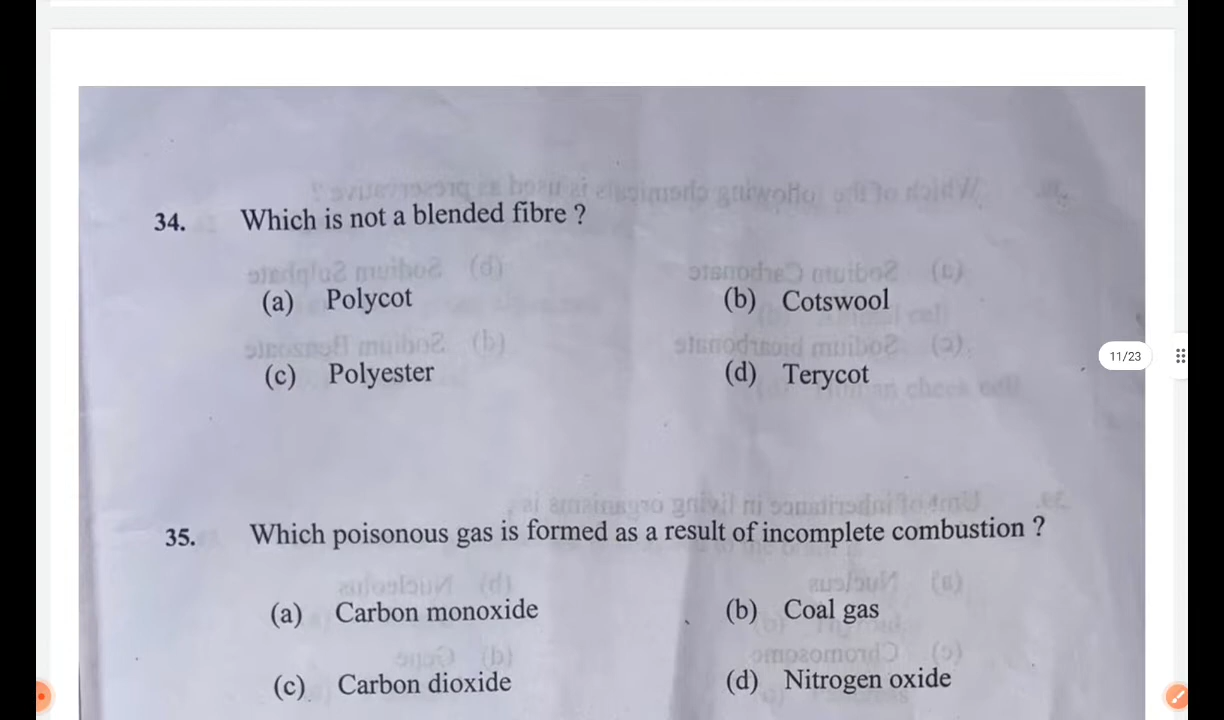 34. Which is not a blended fibre ?
(a) Polycot (b) Cotswool
(c) Polyester (d) Terycot
11/23
35. Which poisonous gas is formed as a result of incomplete combustion ?
(a) Carbon monoxide (b) Coal gas
(c) Carbon dioxide (d) Nitrogen oxide